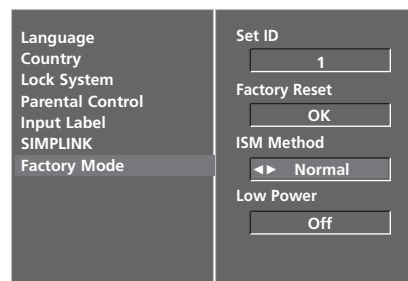 Language
Country
Lock System
Parental Control
Input Label
SIMPLINK
Factory Mode
Set ID
1
Factory Reset
OK
ISM Method
◄► Normal
Low Power
Off